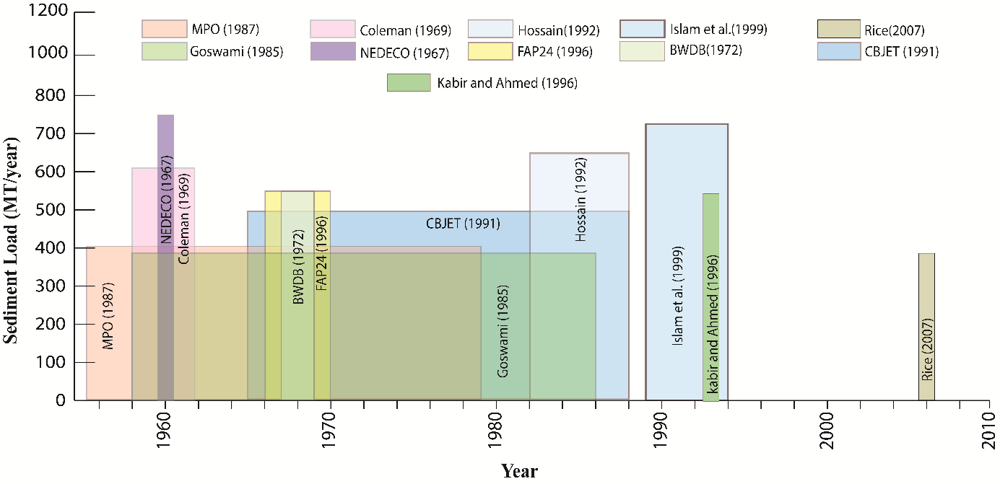 1200
MPO (1987)
Coleman (1969)
Hossain(1992)
Islam et al.(1999)
Rice(2007)
Goswami (1985)
NEDECO (1967)
FAP24 (1996)
BWDB(1972)
CBJET (1991)
Kabir and Ahmed (1996)
1000
800
700
600
500
400
300
200
100
0
Sediment Load (MT/year)
MPO (1987)
NEDECO (1967)
Coleman (1969)
BWDB (1972)
FAP24 (1996)
CBJET (1991)
Goswami (1985)
Hossain (1992)
Islam et al. (1999)
kabir and Ahmed (1996)
Rice (2007)
1960
1970
1980
1990
2000
2010
Year